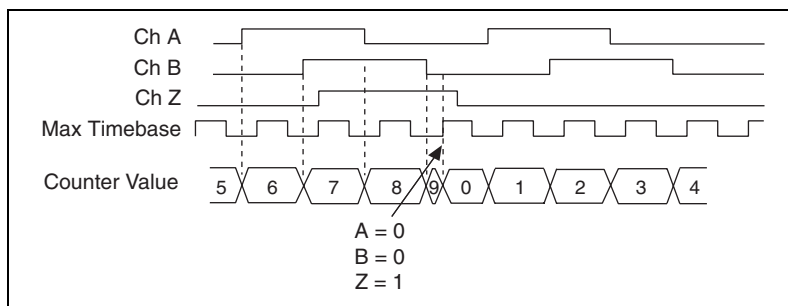 Ch A
Ch B
Ch Z
Max Timebase
Counter Value 5 6 7 8 9 0 1 2 3 4
A = 0
B = 0
Z = 1